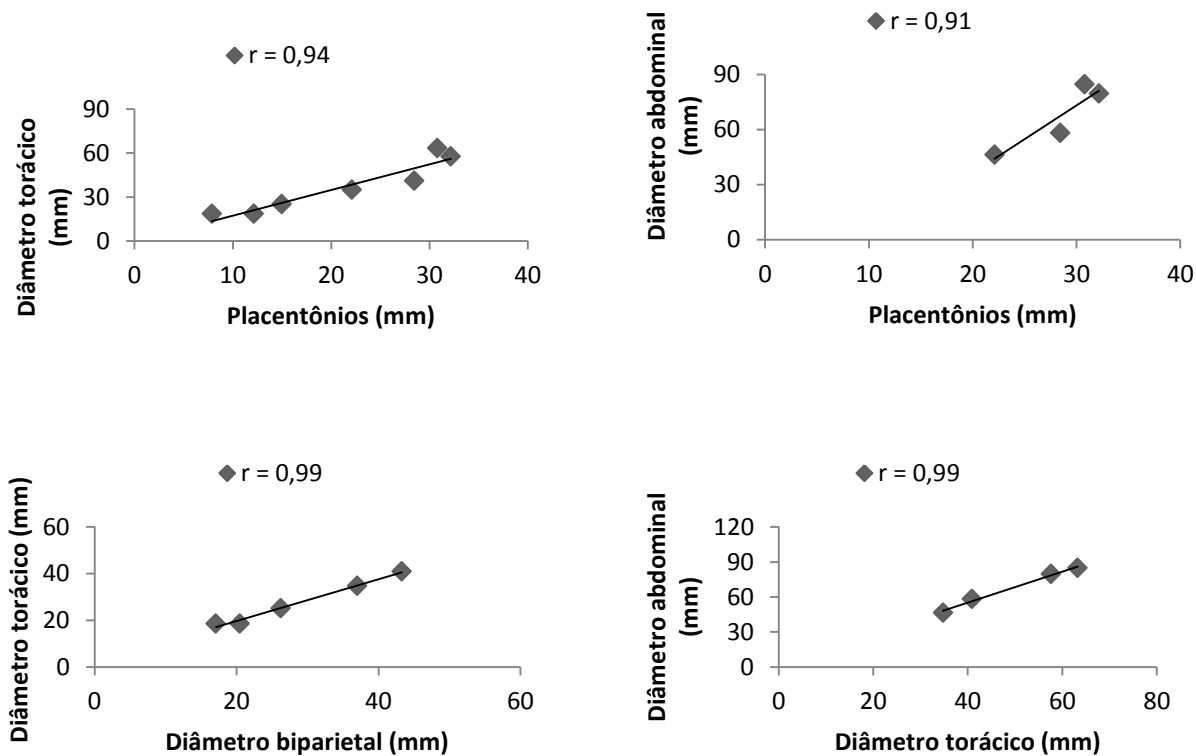 r = 0,94
Diâmetro torácico
(mm)
90
60
30
0
0 10 20 30 40
Placentônios (mm)
r = 0,91
Diâmetro abdominal
(mm)
90
60
30
0
0 10 20 30 40
Placentônios (mm)
r = 0,99
Diâmetro torácico (mm)
60
40
20
0
0 20 40 60
Diâmetro biparietal (mm)
r = 0,99
Diâmetro abdominal
(mm)
120
90
60
30
0
0 20 40 60 80
Diâmetro torácico (mm)